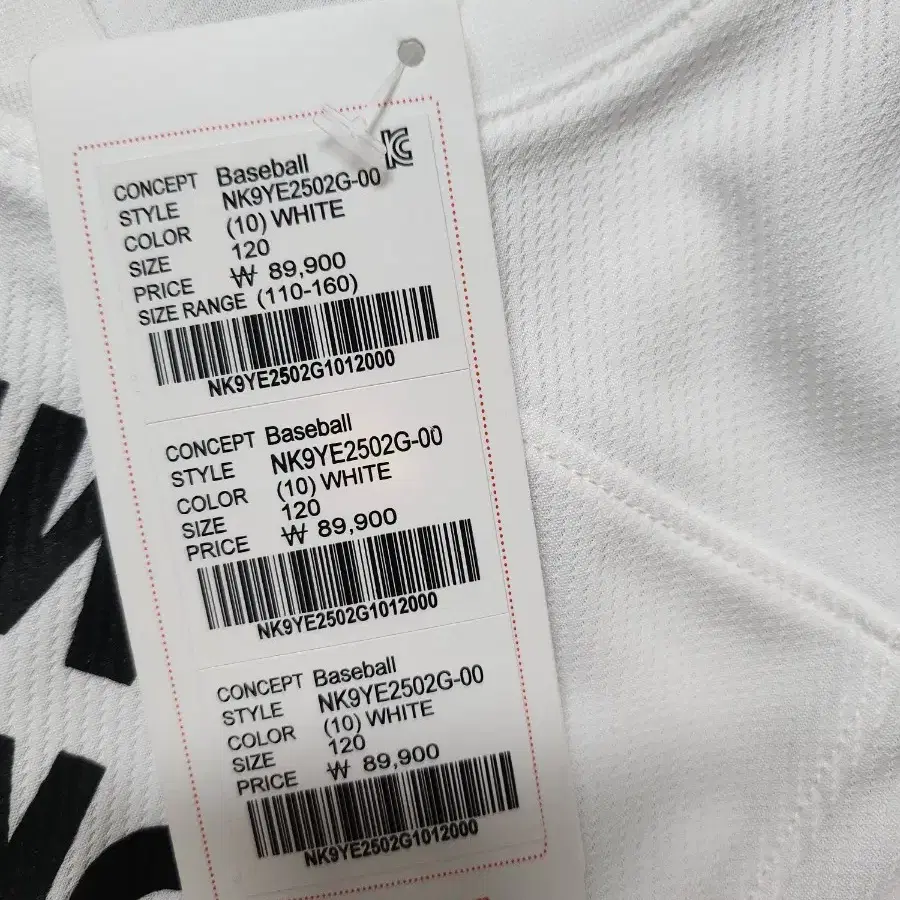 KC
CONCEPT Baseball
STYLE NK9YE2502G-00
COLOR (10) WHITE
SIZE 120
PRICE ₩ 89,900
SIZE RANGE (110-160)
NK9YE2502G1012000
CONCEPT Baseball
STYLE NK9YE2502G-00
COLOR (10) WHITE
SIZE 120
PRICE ₩ 89,900
NK9YE2502G1012000
CONCEPT Baseball
STYLE NK9YE2502G-00
COLOR (10) WHITE
SIZE 120
PRICE ₩ 89,900
NK9YE2502G1012000